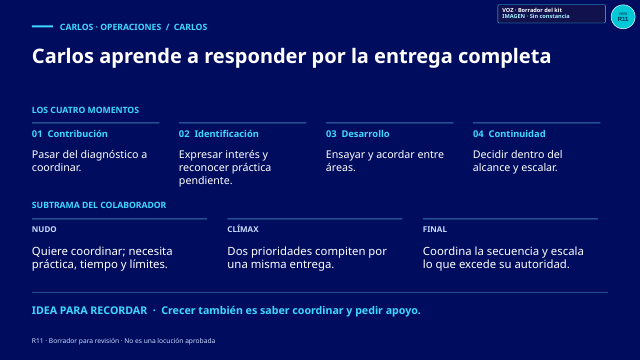 VOZ · Borrador del kit
IMAGEN · Sin constancia
R11
CARLOS · OPERACIONES / CARLOS
Carlos aprende a responder por la entrega completa
LOS CUATRO MOMENTOS
01 Contribución
Pasar del diagnóstico a
coordinar.
02 Identificación
Expresar interés y
reconocer práctica
pendiente.
03 Desarrollo
Ensayar y acordar entre
áreas.
04 Continuidad
Decidir dentro del
alcance y escalar.
SUBTRAMA DEL COLABORADOR
NUDO
Quiere coordinar; necesita
práctica, tiempo y límites.
CLÍMAX
Dos prioridades compiten por
una misma entrega.
FINAL
Coordina la secuencia y escala
lo que excede su autoridad.
IDEA PARA RECORDAR · Crecer también es saber coordinar y pedir apoyo.
R11 · Borrador para revisión · No es una locución aprobada